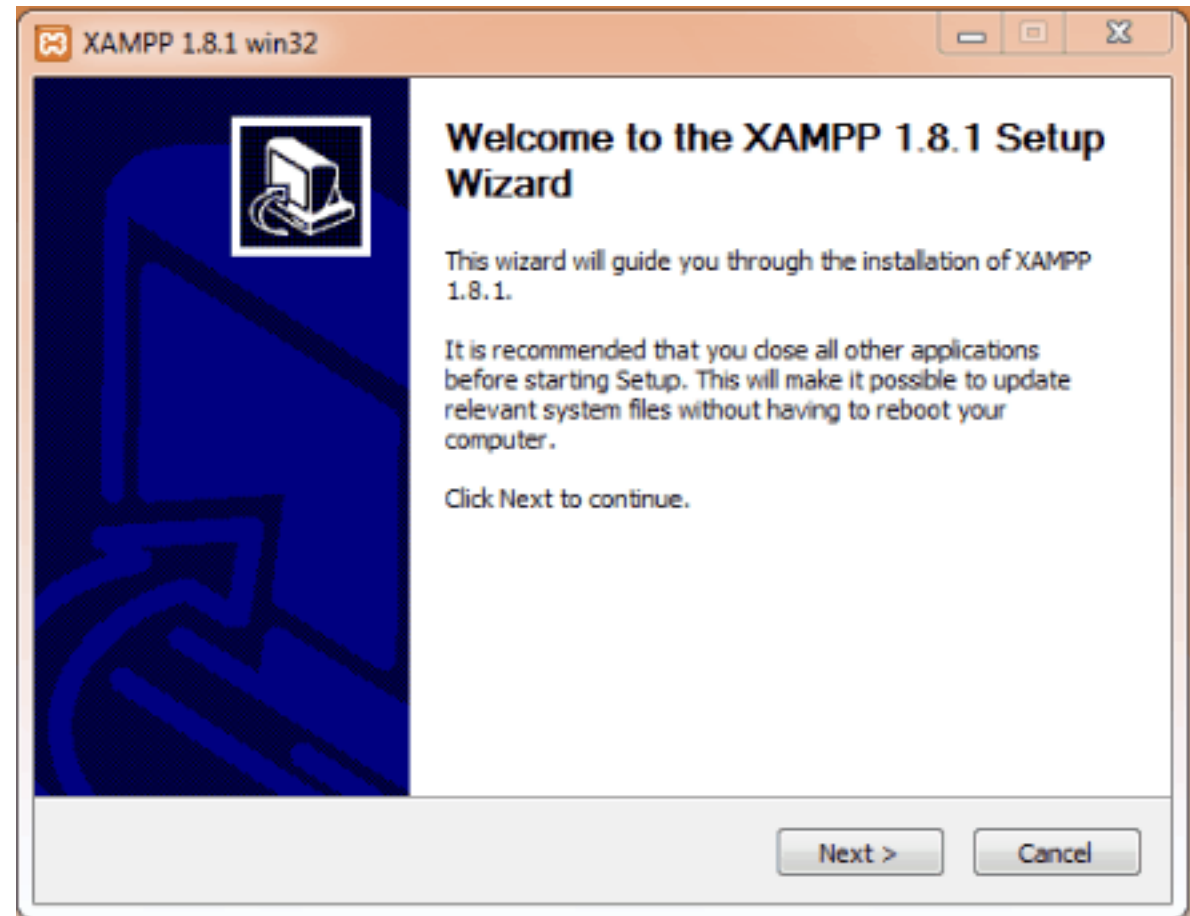 XAMPP 1.8.1 win32
Welcome to the XAMPP 1.8.1 Setup
Wizard
This wizard will guide you through the installation of XAMPP
1.8.1.
It is recommended that you close all other applications
before starting Setup. This will make it possible to update
relevant system files without having to reboot your
computer.
Click Next to continue.
Next >
Cancel